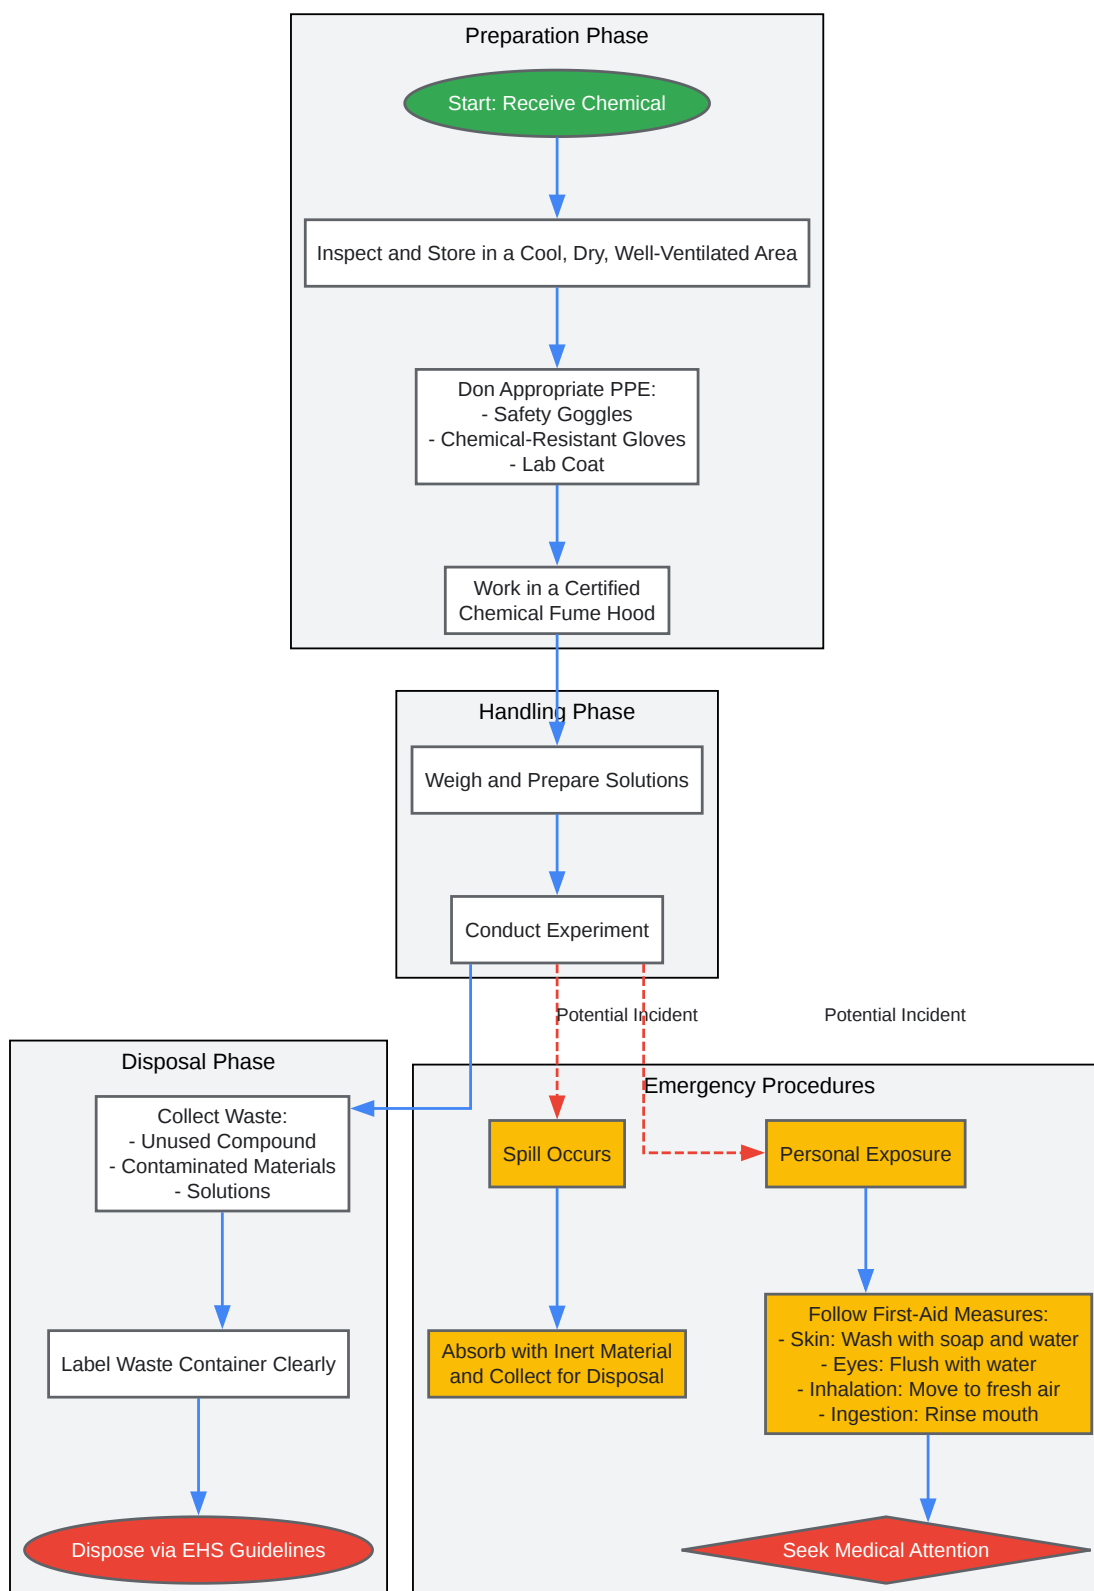 Preparation Phase
Start: Receive Chemical
Inspect and Store in a Cool, Dry, Well-Ventilated Area
Don Appropriate PPE:
- Safety Goggles
- Chemical-Resistant Gloves
- Lab Coat
Work in a Certified
Chemical Fume Hood
Handling Phase
Weigh and Prepare Solutions
Conduct Experiment
Potential Incident
Potential Incident
Disposal Phase
Collect Waste:
- Unused Compound
- Contaminated Materials
- Solutions
Label Waste Container Clearly
Dispose via EHS Guidelines
Emergency Procedures
Spill Occurs
Absorb with Inert Material
and Collect for Disposal
Personal Exposure
Follow First-Aid Measures:
- Skin: Wash with soap and water
- Eyes: Flush with water
- Inhalation: Move to fresh air
- Ingestion: Rinse mouth
Seek Medical Attention